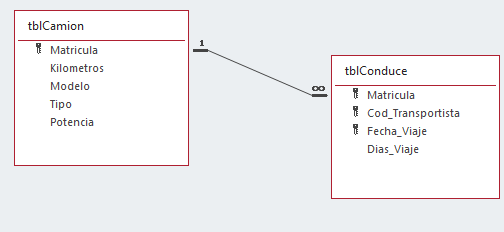 tblCamion
Matricula
Kilometros
Modelo
Tipo
Potencia
1
∞
tblConduce
Matricula
Cod_Transportista
Fecha_Viaje
Dias_Viaje